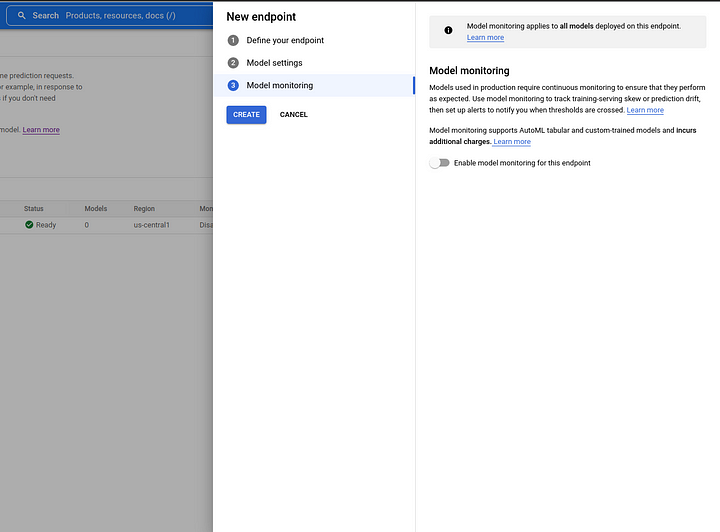 Search Products, resources, docs (/)
me prediction requests.
or example, in response to
if you don't need
model. Learn more
Status Models Region Mon
Ready 0 us-central1 Disa
New endpoint
1 Define your endpoint
2 Model settings
3 Model monitoring
CREATE CANCEL
Model monitoring applies to all models deployed on this endpoint.
Learn more
Model monitoring
Models used in production require continuous monitoring to ensure that they perform
as expected. Use model monitoring to track training-serving skew or prediction drift,
then set up alerts to notify you when thresholds are crossed. Learn more
Model monitoring supports AutoML tabular and custom-trained models and incurs
additional charges. Learn more
Enable model monitoring for this endpoint